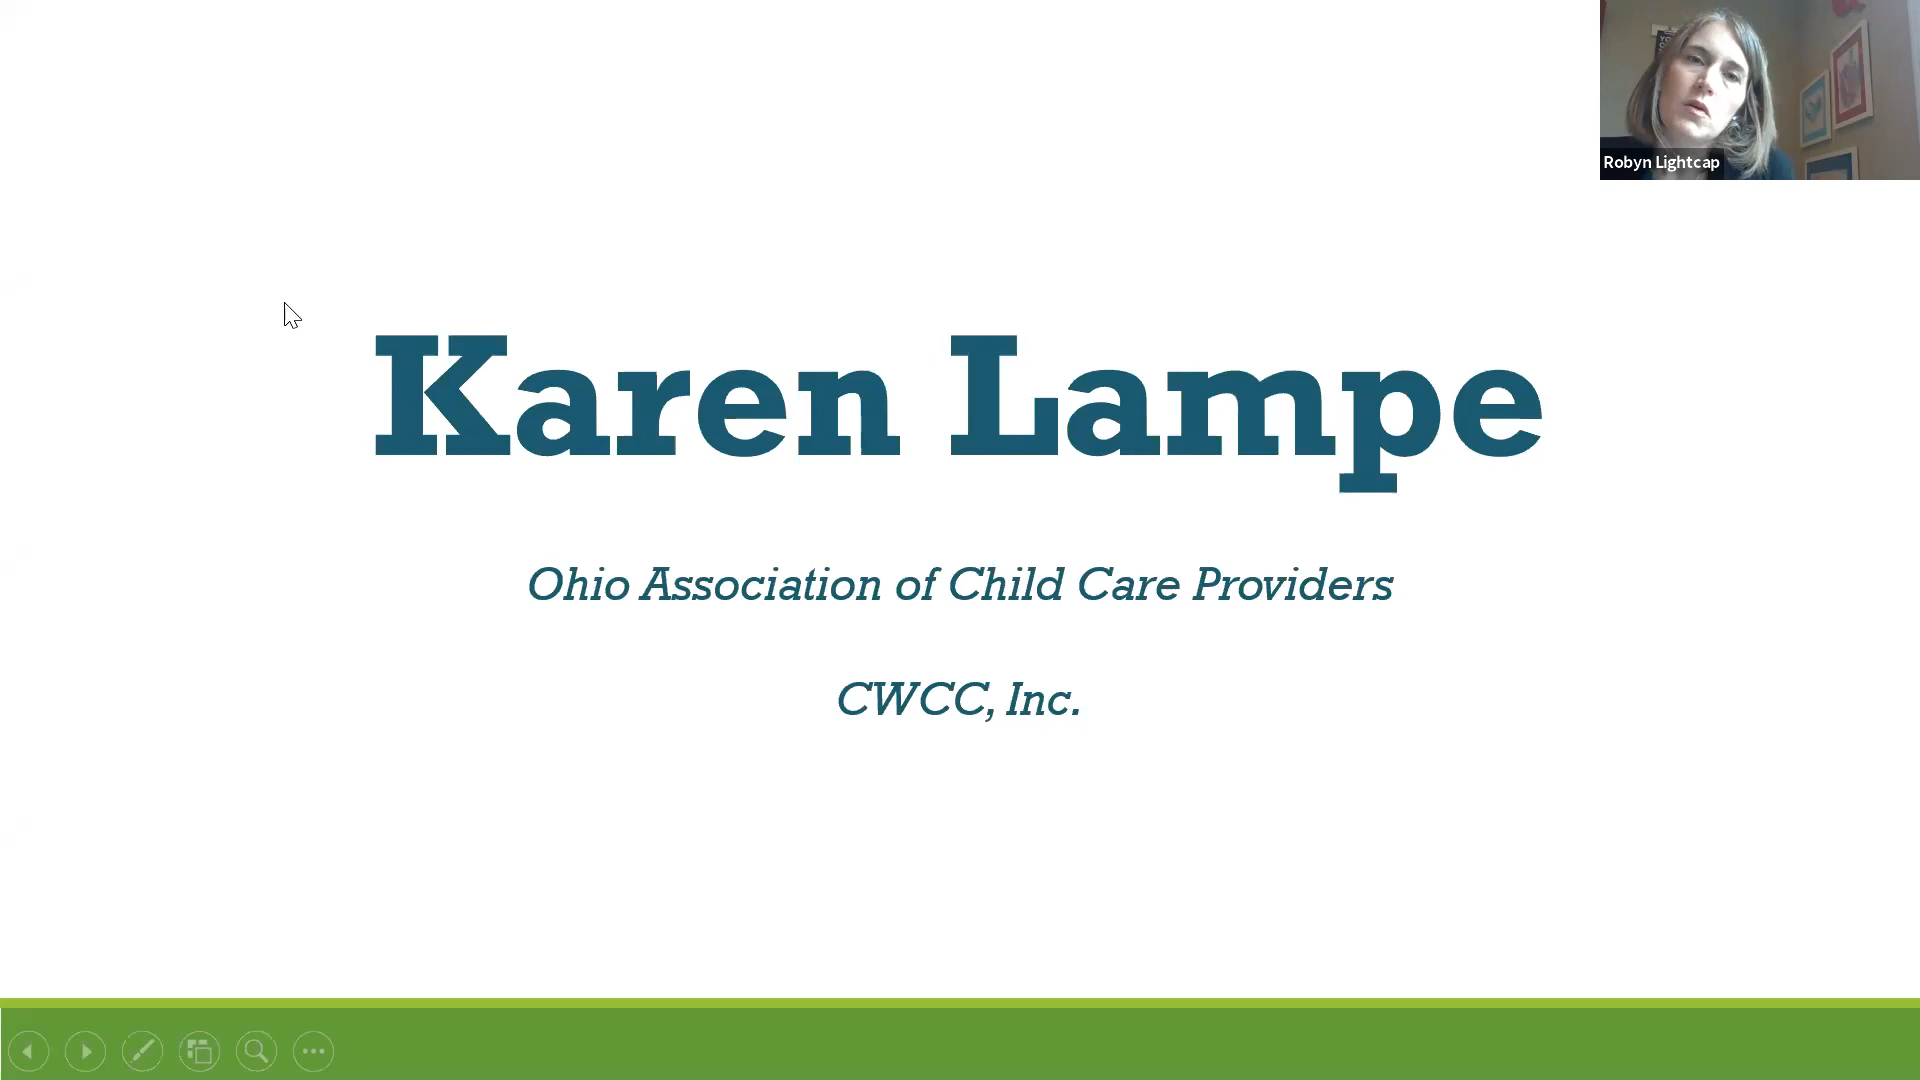 Robyn Lightcap
Karen Lampe
Ohio Association of Child Care Providers
CWCC, Inc.